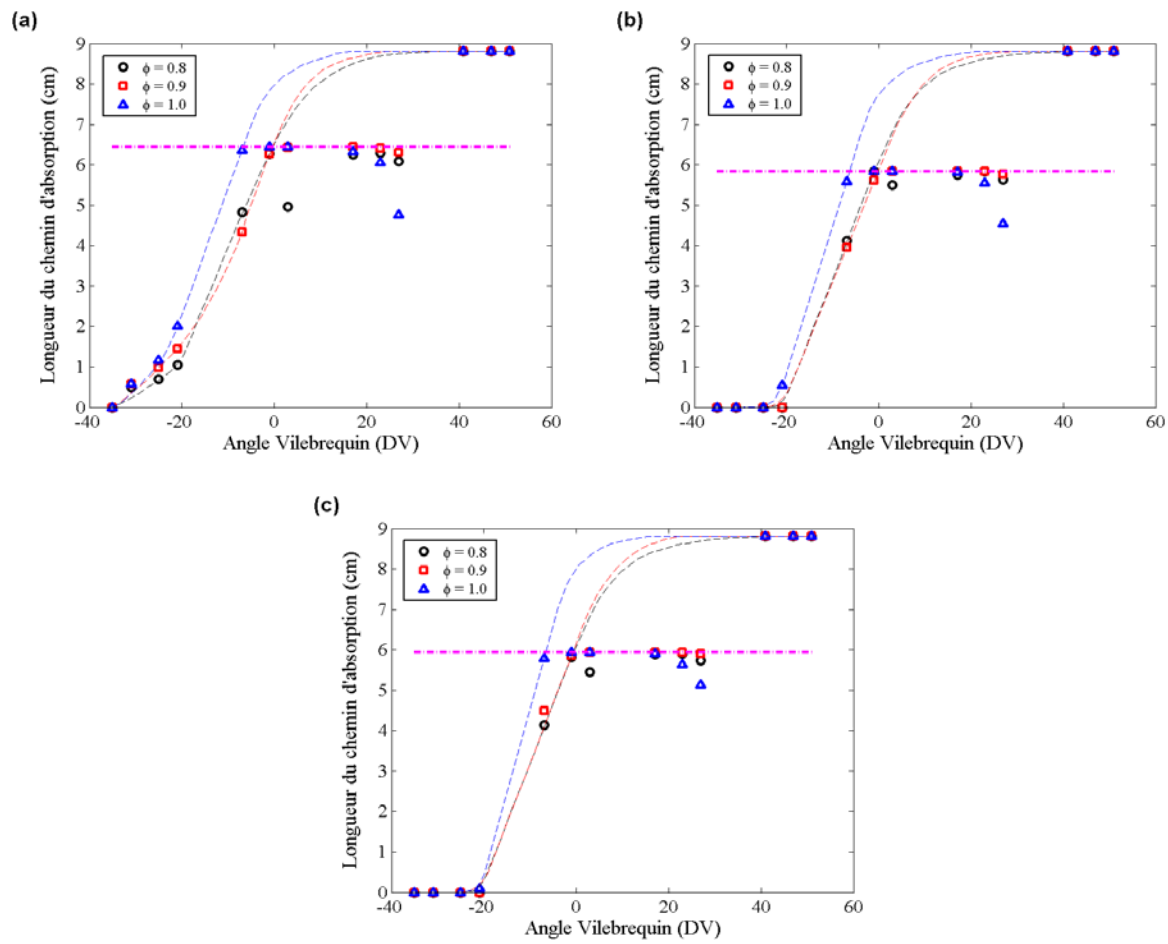 (a)
Longueur du chemin d'absorption (cm)
9
8
7
6
5
4
3
2
1
0
-40
-20
0
20
40
60
Angle Vilebrequin (DV)
ϕ = 0.8
ϕ = 0.9
ϕ = 1.0
(b)
Longueur du chemin d'absorption (cm)
9
8
7
6
5
4
3
2
1
0
-40
-20
0
20
40
60
Angle Vilebrequin (DV)
ϕ = 0.8
ϕ = 0.9
ϕ = 1.0
(c)
Longueur du chemin d'absorption (cm)
9
8
7
6
5
4
3
2
1
0
-40
-20
0
20
40
60
Angle Vilebrequin (DV)
ϕ = 0.8
ϕ = 0.9
ϕ = 1.0